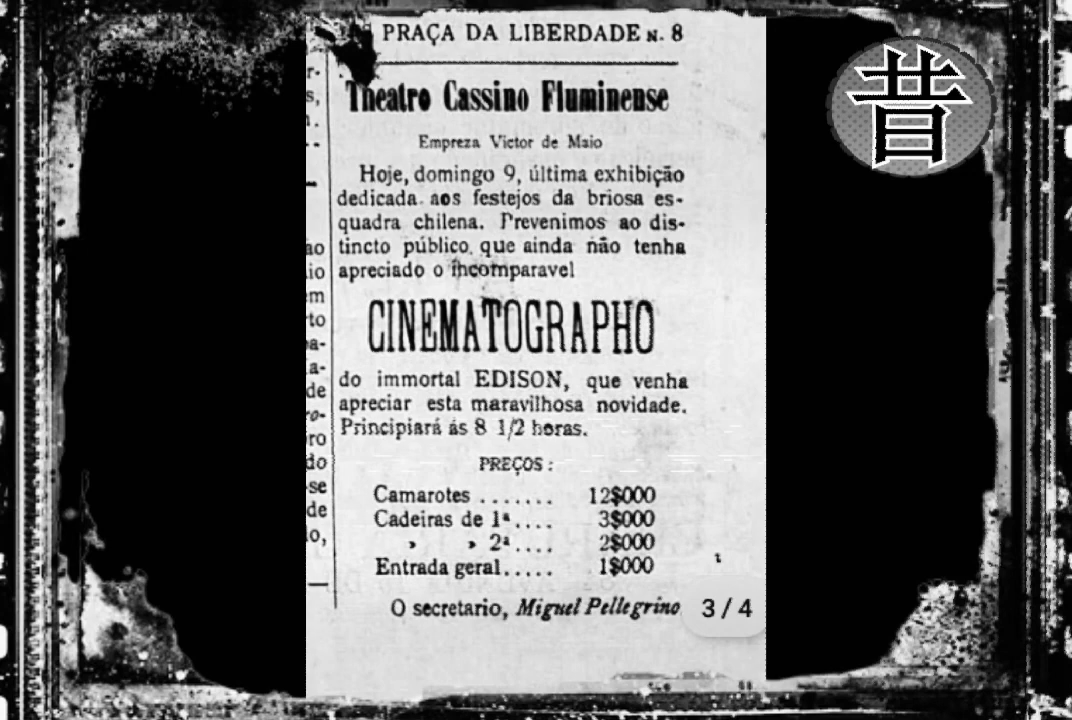 PRAÇA DA LIBERDADE N. 8
Theatro Cassino Fluminense
Empreza Victor de Maio
Hoje, domingo 9, última exhibição
dedicada aos festejos da briosa es-
quadra chilena. Prevenimos ao dis-
tincto público que ainda não tenha
apreciado o incomparavel
CINEMATOGRAPHO
do immortal EDISON, que venha
apreciar esta maravilhosa novidade.
Principiará ás 8 1/2 horas.
PREÇOS:
Camarotes ....... 12$000
Cadeiras de 1ª.... 3$000
» » 2ª.... 2$000
Entrada geral..... 1$000
O secretario, Miguel Pellegrino
3/4
昔